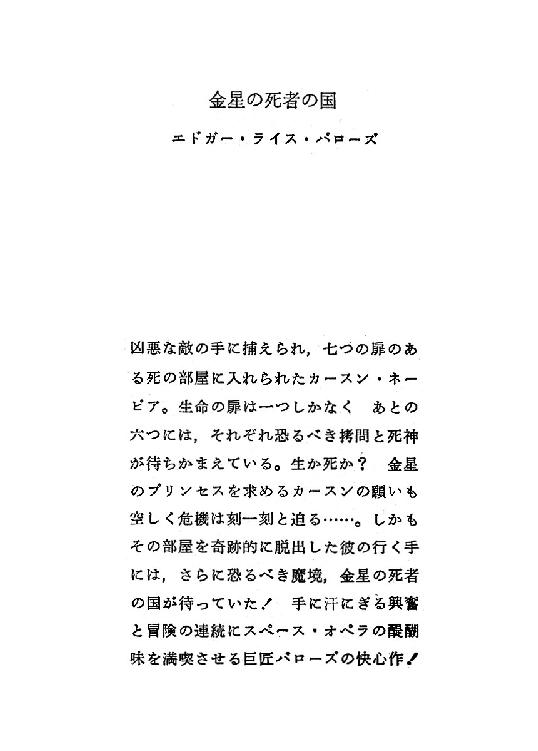 金星の死者の国
エドガー・ライス・バローズ
凶悪な敵の手に捕えられ，七つの扉のあ
る死の部屋に入れられたカースン・ネー
ピア。生命の扉は一つしかなく　あとの
六つには，それぞれ恐るべき拷問と死神
が待ちかまえている。生か死か？　金星
のプリンセスを求めるカースンの願いも
空しく危機は刻一刻と迫る……。しかも
その部屋を奇跡的に脱出した彼の行く手
には，さらに恐るべき魔境，金星の死者
の国が待っていた！　手に汗にぎる興奮
と冒険の連続にスペース・オペラの醍醐
味を満喫させる巨匠バローズの快心作！